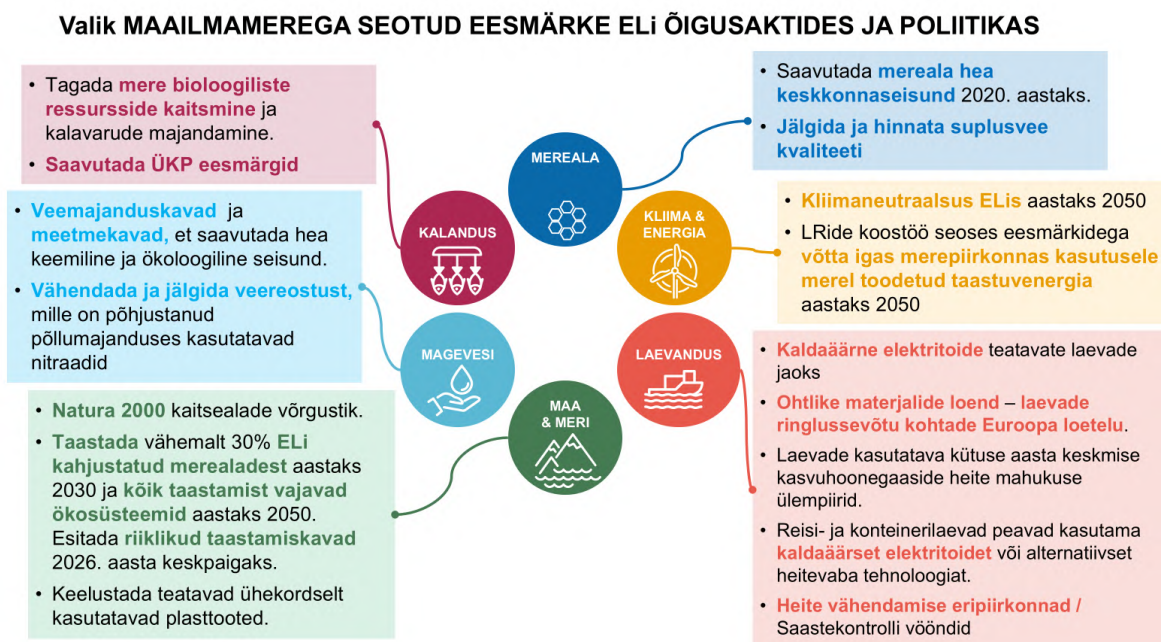 Valik MAAILMAMEREGA SEOTUD EESMÄRKE ELi ÕIGUSAKTIDES JA POLIITIKAS
• Tagada mere bioloogiliste
ressursside kaitsmine ja
kalavarude majandamine.
• Saavutada ÜKP eesmärgid
• Veemajanduskavad ja
meetmekavad, et saavutada hea
keemiline ja ökoloogiline seisund.
• Vähendada ja jälgida veereostust,
mille on põhjustanud
põllumajanduses kasutatavad
nitraadid
• Natura 2000 kaitsealade võrgustik.
• Taastada vähemalt 30% ELi
kahjustatud merealadest aastaks
2030 ja kõik taastamist vajavad
ökosüsteemid aastaks 2050.
Esitada riiklikud taastamiskavad
2026. aasta keskpaigaks.
• Keelustada teatavad ühekordselt
kasutatavad plasttooted.
MEREALA
KALANDUS
KLIIMA &
ENERGIA
MAGEVESI
LAEVANDUS
MAA
& MERI
• Saavutada mereala hea
keskkonnaseisund 2020. aastaks.
• Jälgida ja hinnata suplusvee
kvaliteeti
• Kliimaneutraalsus ELis aastaks 2050
• LRide koostöö seoses eesmärkidega
võtta igas merepiirkonnas kasutusele
merel toodetud taastuvenergia
aastaks 2050
• Kaldaäärne elektritoide teatavate laevade
jaoks
• Ohtlike materjalide loend – laevade
ringlussevõtu kohtade Euroopa loetelu.
• Laevade kasutatava kütuse aasta keskmise
kasvuhoonegaaside heite mahukuse
ülempiirid.
• Reisi- ja konteinerilaevad peavad kasutama
kaldaäärset elektritoidet või alternatiivset
heitevaba tehnoloogiat.
• Heite vähendamise eripiirkonnad /
Saastekontrolli vööndid